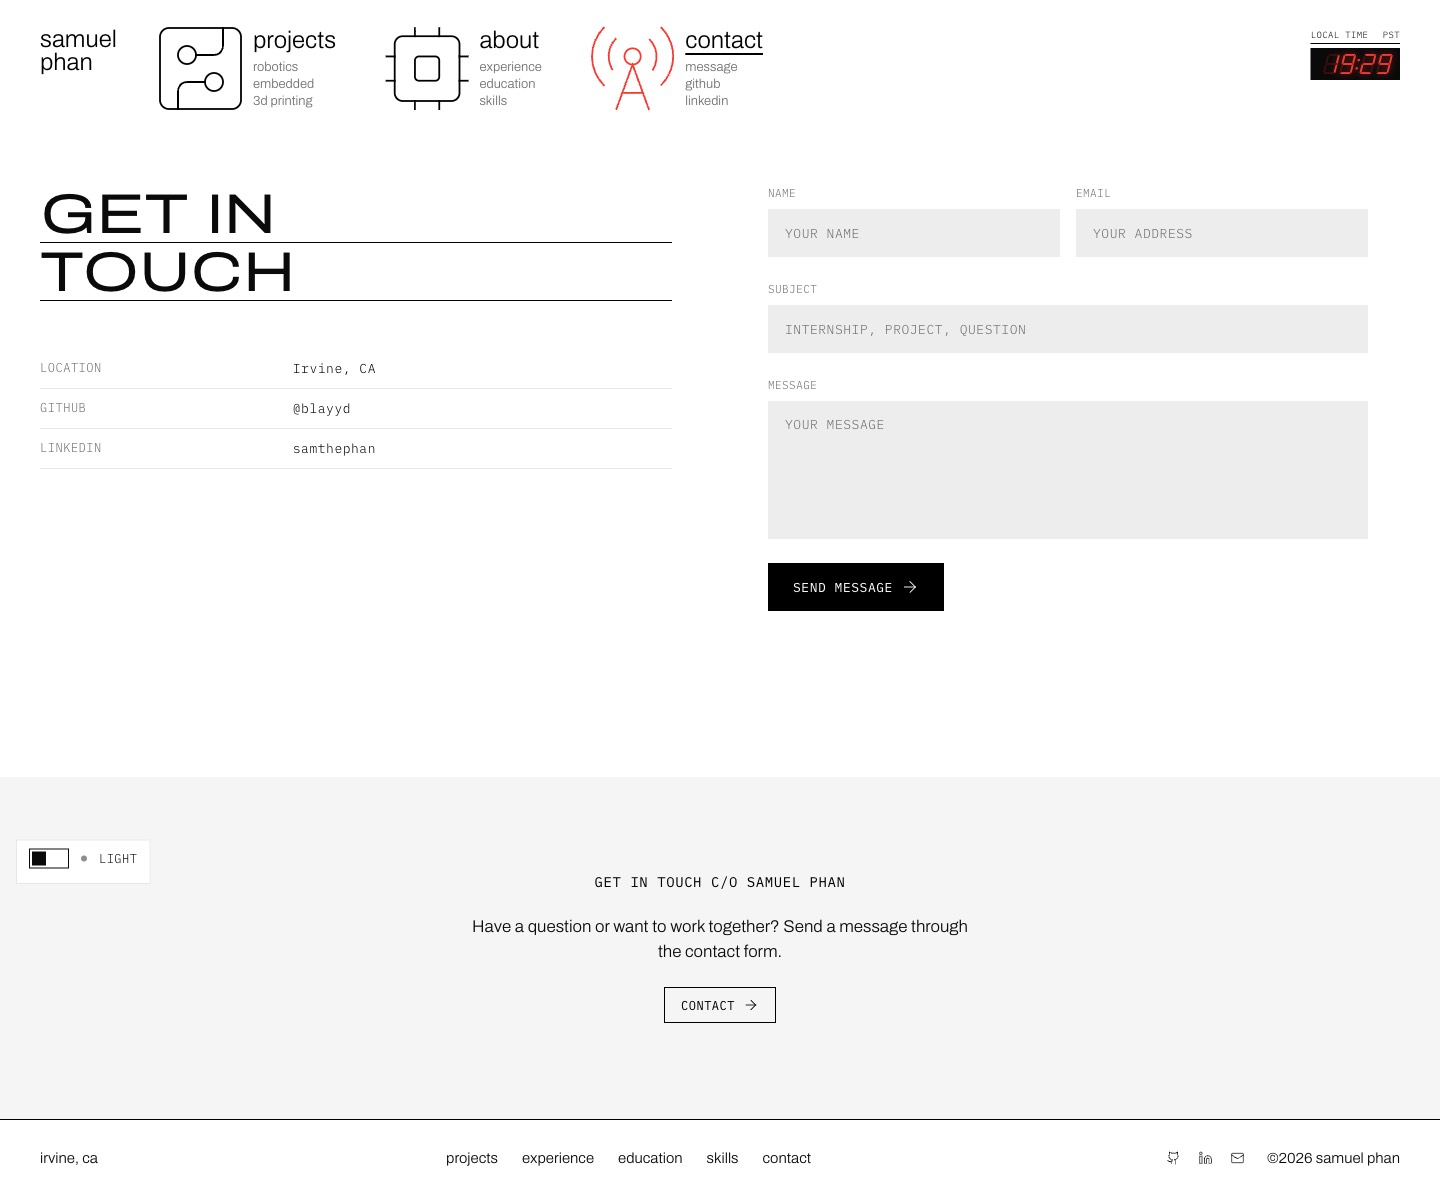 samuel
phan
projects
robotics
embedded
3d printing
about
experience
education
skills
contact
message
github
linkedin
LOCAL TIME PST
19:29
GET IN
TOUCH
LOCATION Irvine, CA
GITHUB @blayyd
LINKEDIN samthephan
NAME EMAIL
YOUR NAME YOUR ADDRESS
SUBJECT
INTERNSHIP, PROJECT, QUESTION
MESSAGE
YOUR MESSAGE
SEND MESSAGE
LIGHT
GET IN TOUCH C/O SAMUEL PHAN
Have a question or want to work together? Send a message through
the contact form.
CONTACT
irvine, ca projects experience education skills contact ©2026 samuel phan